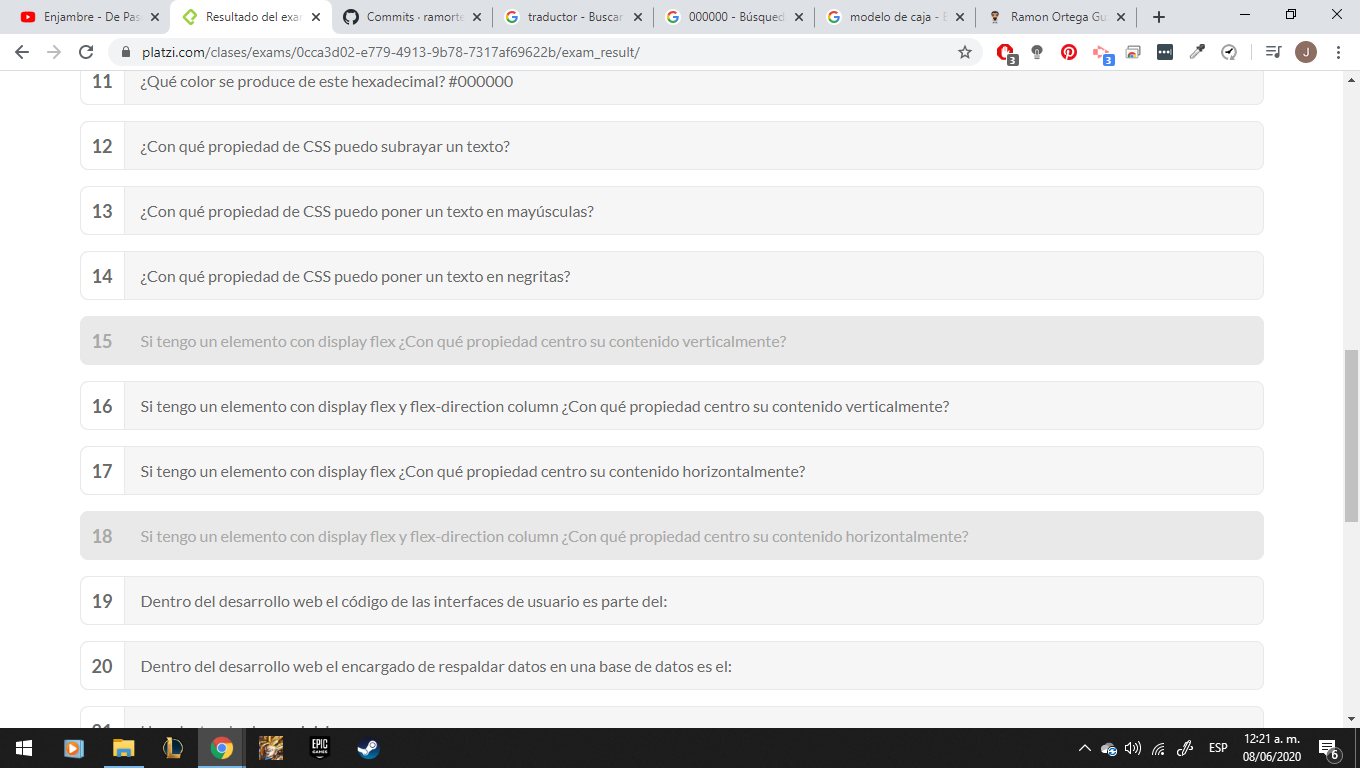 Enjambre - De Pas
Resultado del exam
Commits · ramorte
traductor - Buscar
000000 - Búsqued
modelo de caja - B
Ramon Ortega Gu
platzi.com/clases/exams/0cca3d02-e779-4913-9b78-7317af69622b/exam_result/
3
3
J
11 ¿Qué color se produce de este hexadecimal? #000000
12 ¿Con qué propiedad de CSS puedo subrayar un texto?
13 ¿Con qué propiedad de CSS puedo poner un texto en mayúsculas?
14 ¿Con qué propiedad de CSS puedo poner un texto en negritas?
15 Si tengo un elemento con display flex ¿Con qué propiedad centro su contenido verticalmente?
16 Si tengo un elemento con display flex y flex-direction column ¿Con qué propiedad centro su contenido verticalmente?
17 Si tengo un elemento con display flex ¿Con qué propiedad centro su contenido horizontalmente?
18 Si tengo un elemento con display flex y flex-direction column ¿Con qué propiedad centro su contenido horizontalmente?
19 Dentro del desarrollo web el código de las interfaces de usuario es parte del:
20 Dentro del desarrollo web el encargado de respaldar datos en una base de datos es el:
21
EPIC
GAMES
ESP
12:21 a. m.
08/06/2020
6